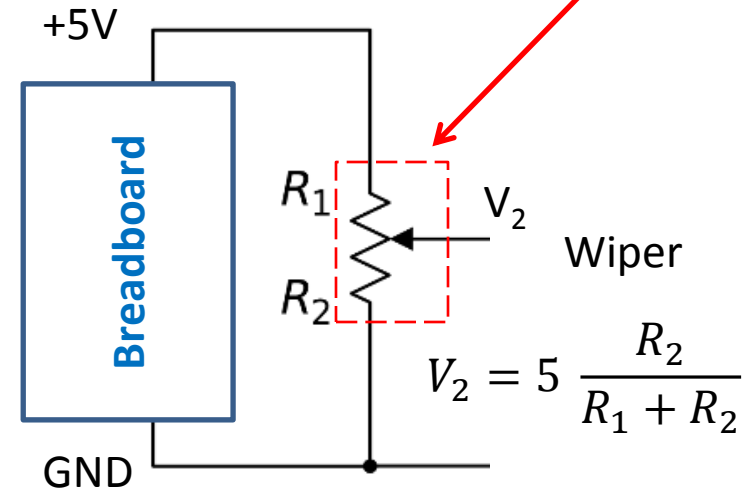 +5V
Breadboard
R₁
V₂
Wiper
R₂
V₂ = 5 R₂ / (R₁ + R₂)
GND